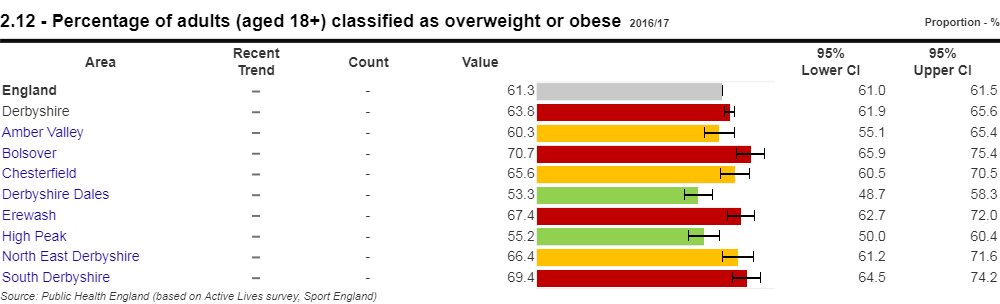 2.12 - Percentage of adults (aged 18+) classified as overweight or obese 2016/17 Proportion - %
Area Recent Trend Count Value 95% Lower CI 95% Upper CI
England – - 61.3 61.0 61.5
Derbyshire – - 63.8 61.9 65.6
Amber Valley – - 60.3 55.1 65.4
Bolsover – - 70.7 65.9 75.4
Chesterfield – - 65.6 60.5 70.5
Derbyshire Dales – - 53.3 48.7 58.3
Erewash – - 67.4 62.7 72.0
High Peak – - 55.2 50.0 60.4
North East Derbyshire – - 66.4 61.2 71.6
South Derbyshire – - 69.4 64.5 74.2
Source: Public Health England (based on Active Lives survey, Sport England)